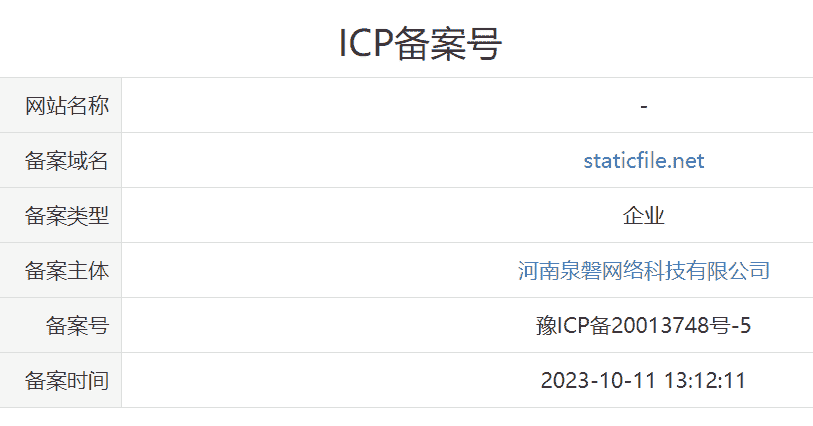 ICP备案号
网站名称 -
备案域名 staticfile.net
备案类型 企业
备案主体 河南泉磐网络科技有限公司
备案号 豫ICP备20013748号-5
备案时间 2023-10-11 13:12:11